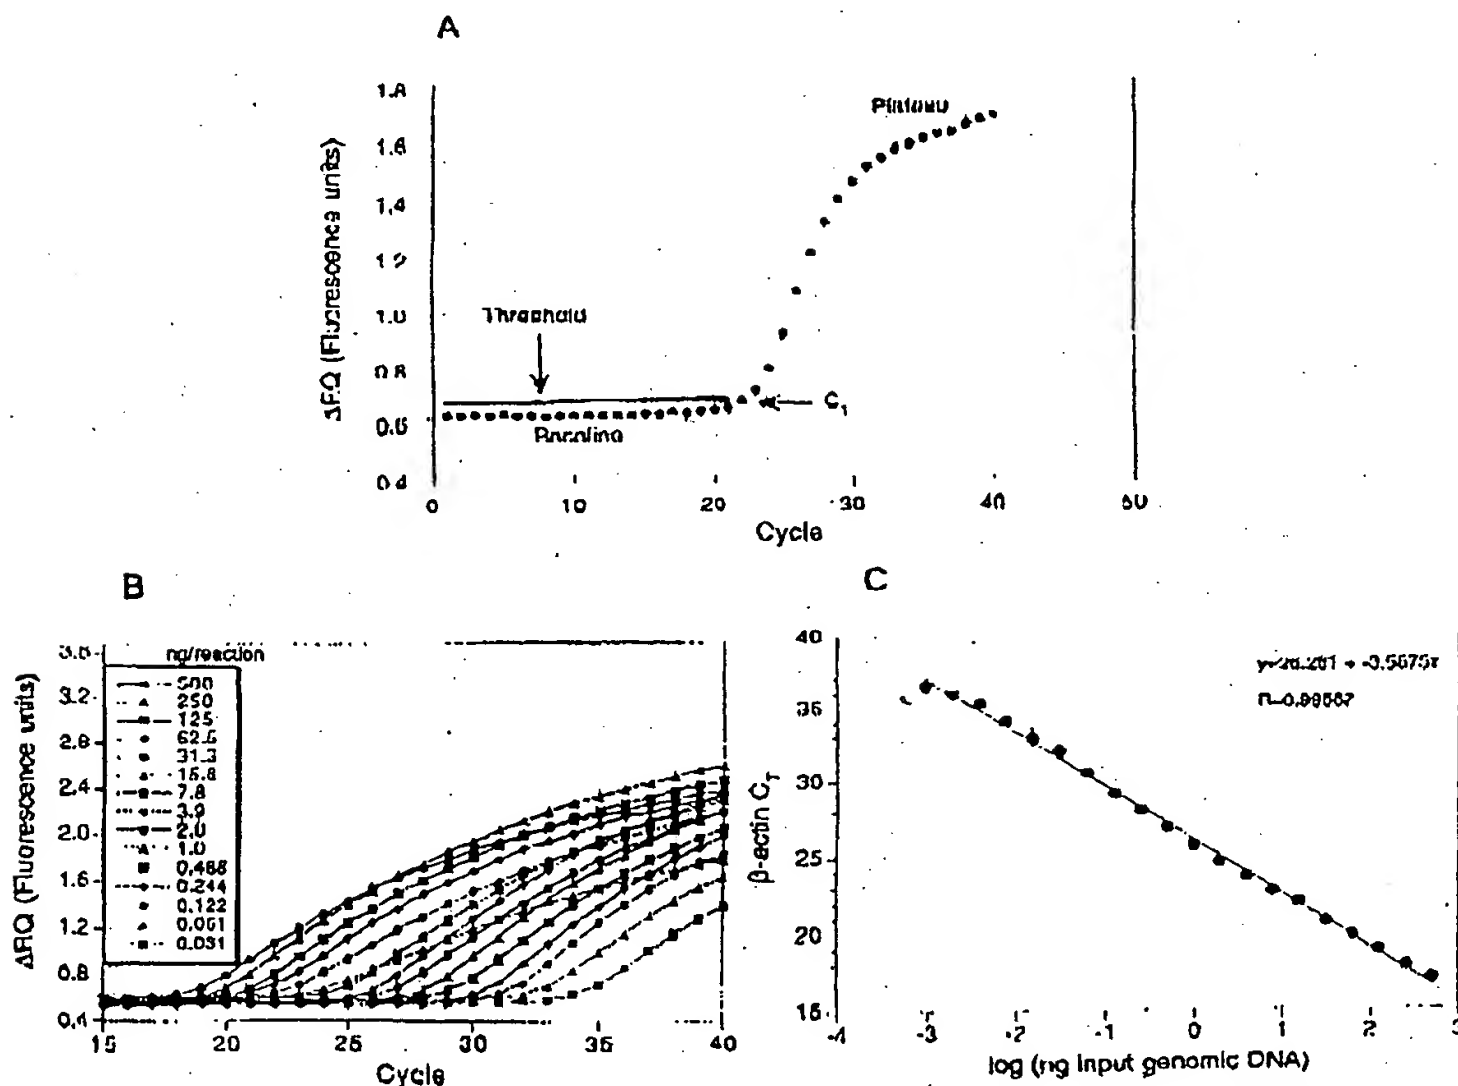 A
ΔRQ (Fluorescence units)
1.8
1.6
1.4
1.2
1.0
0.8
0.6
0.4
Plateau
Threshold
Baseline
C_T
0 10 20 30 40 50
Cycle
B
ΔRQ (Fluorescence units)
3.6
3.2
2.8
2.4
2.0
1.6
1.2
0.8
0.4
ng/reaction
500
250
125
62.5
31.3
15.6
7.8
3.9
2.0
1.0
0.488
0.244
0.122
0.061
0.031
15 20 25 30 35 40
Cycle
C
β-actin C_T
40
35
30
25
20
15
-4 -3 -2 -1 0 1 2 3
log (ng input genomic DNA)